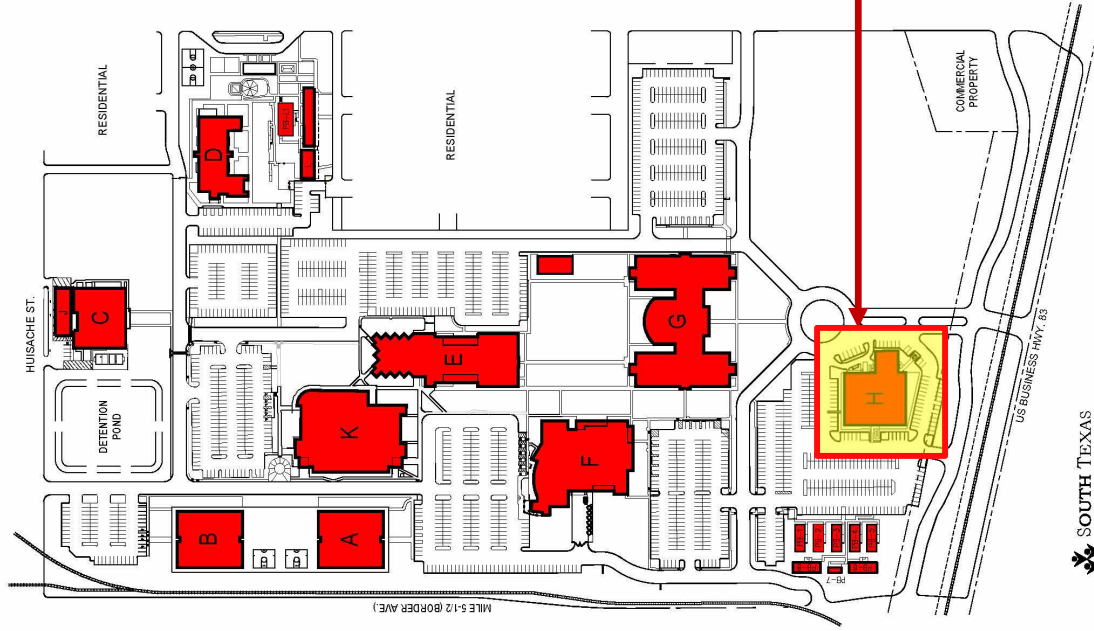 RESIDENTIAL
COMMERCIAL
PROPERTY
D
RESIDENTIAL
HUISACHE ST.
J
C
DETENTION
POND
E
G
K
F
H
B
A
PB-7
MILE 5-1/2 (BORDER AVE.)
US BUSINESS HWY. 83
SOUTH TEXAS